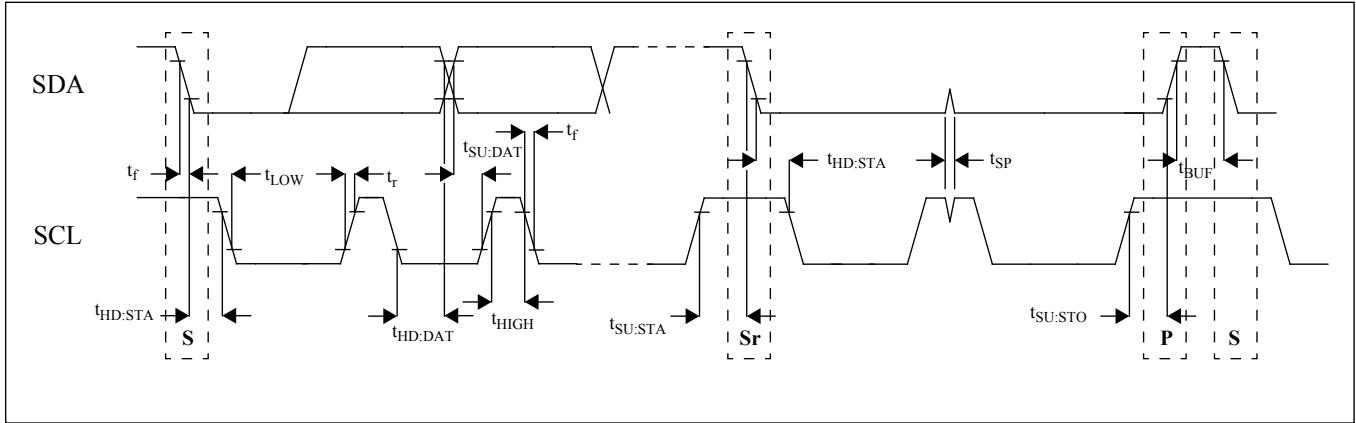 SDA
t_f
t_SU:DAT
t_HD:STA
t_SP
t_BUF
t_f
t_LOW
t_r
SCL
t_HD:STA
t_HD:DAT
t_HIGH
t_SU:STA
t_SU:STO
S
Sr
P
S